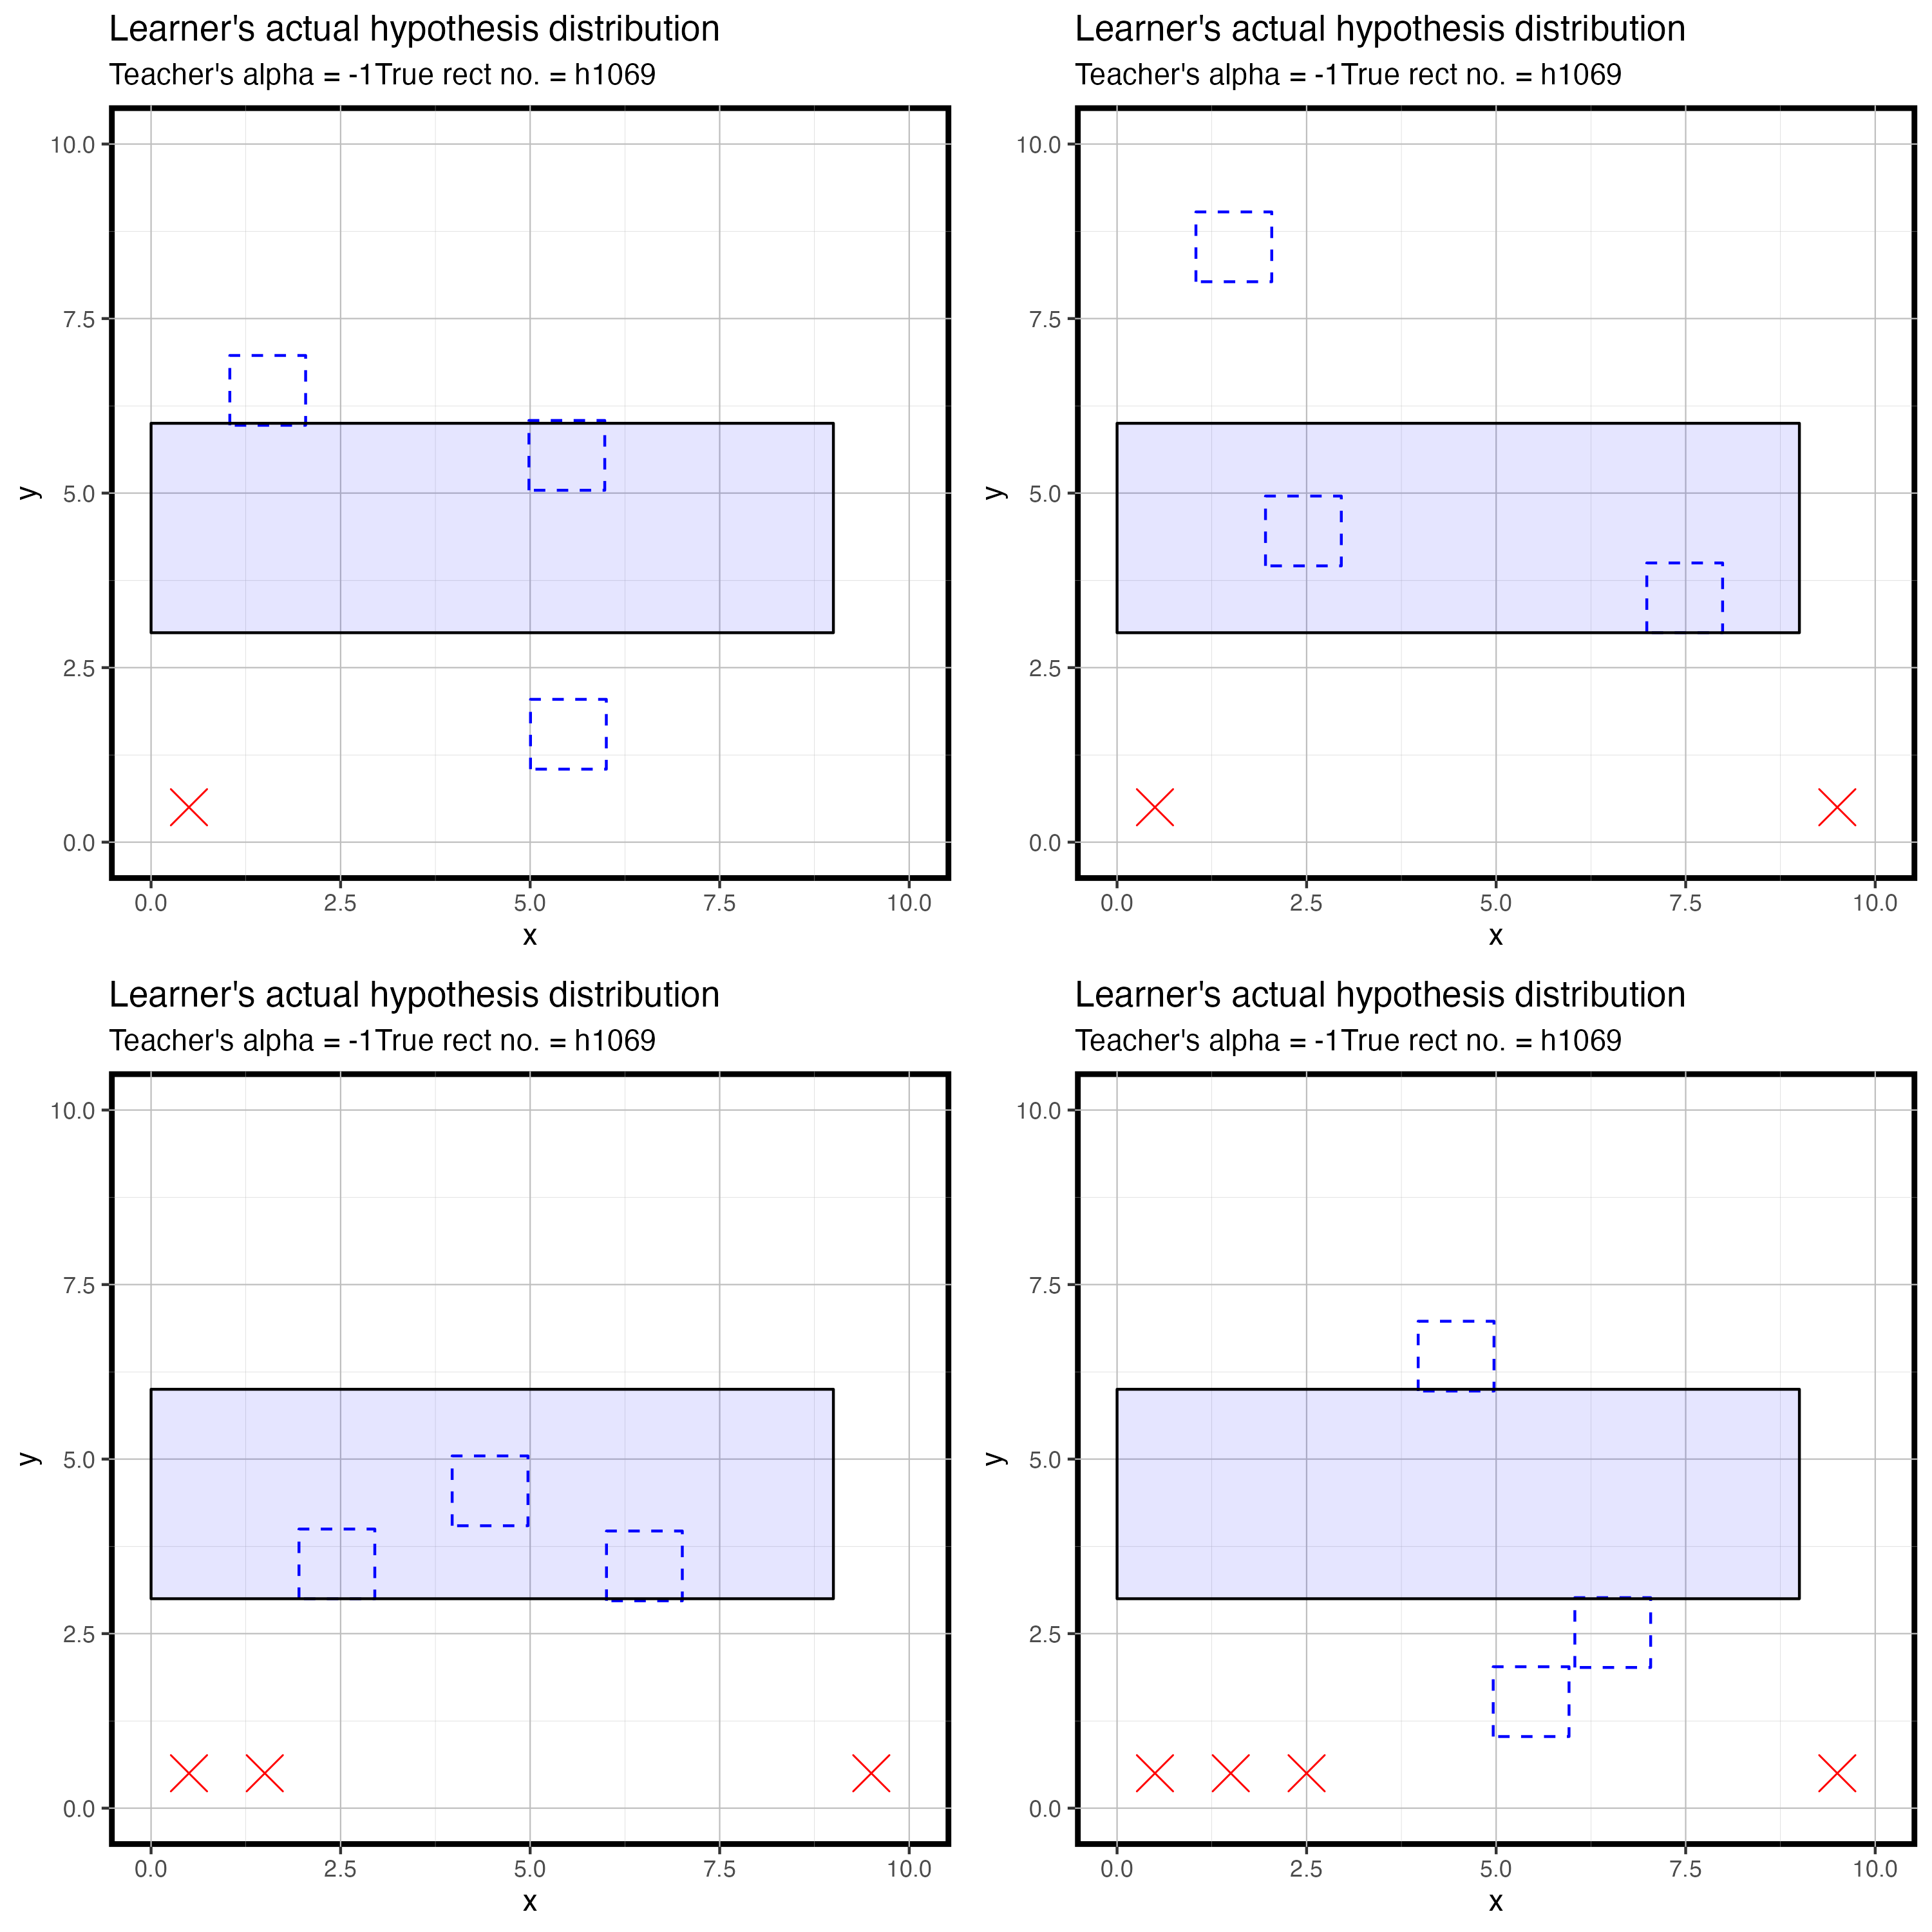 Learner's actual hypothesis distribution
Teacher's alpha = -1True rect no. = h1069
10.0
7.5
5.0
2.5
0.0
y
0.0 2.5 5.0 7.5 10.0
x
Learner's actual hypothesis distribution
Teacher's alpha = -1True rect no. = h1069
10.0
7.5
5.0
2.5
0.0
y
0.0 2.5 5.0 7.5 10.0
x
Learner's actual hypothesis distribution
Teacher's alpha = -1True rect no. = h1069
10.0
7.5
5.0
2.5
0.0
y
0.0 2.5 5.0 7.5 10.0
x
Learner's actual hypothesis distribution
Teacher's alpha = -1True rect no. = h1069
10.0
7.5
5.0
2.5
0.0
y
0.0 2.5 5.0 7.5 10.0
x